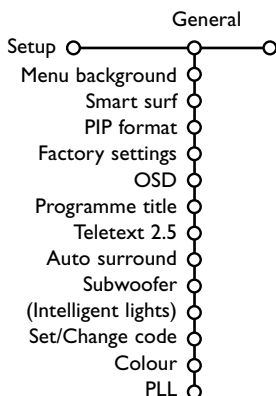 General
Setup
Menu background
Smart surf
PIP format
Factory settings
OSD
Programme title
Teletext 2.5
Auto surround
Subwoofer
(Intelligent lights)
Set/Change code
Colour
PLL